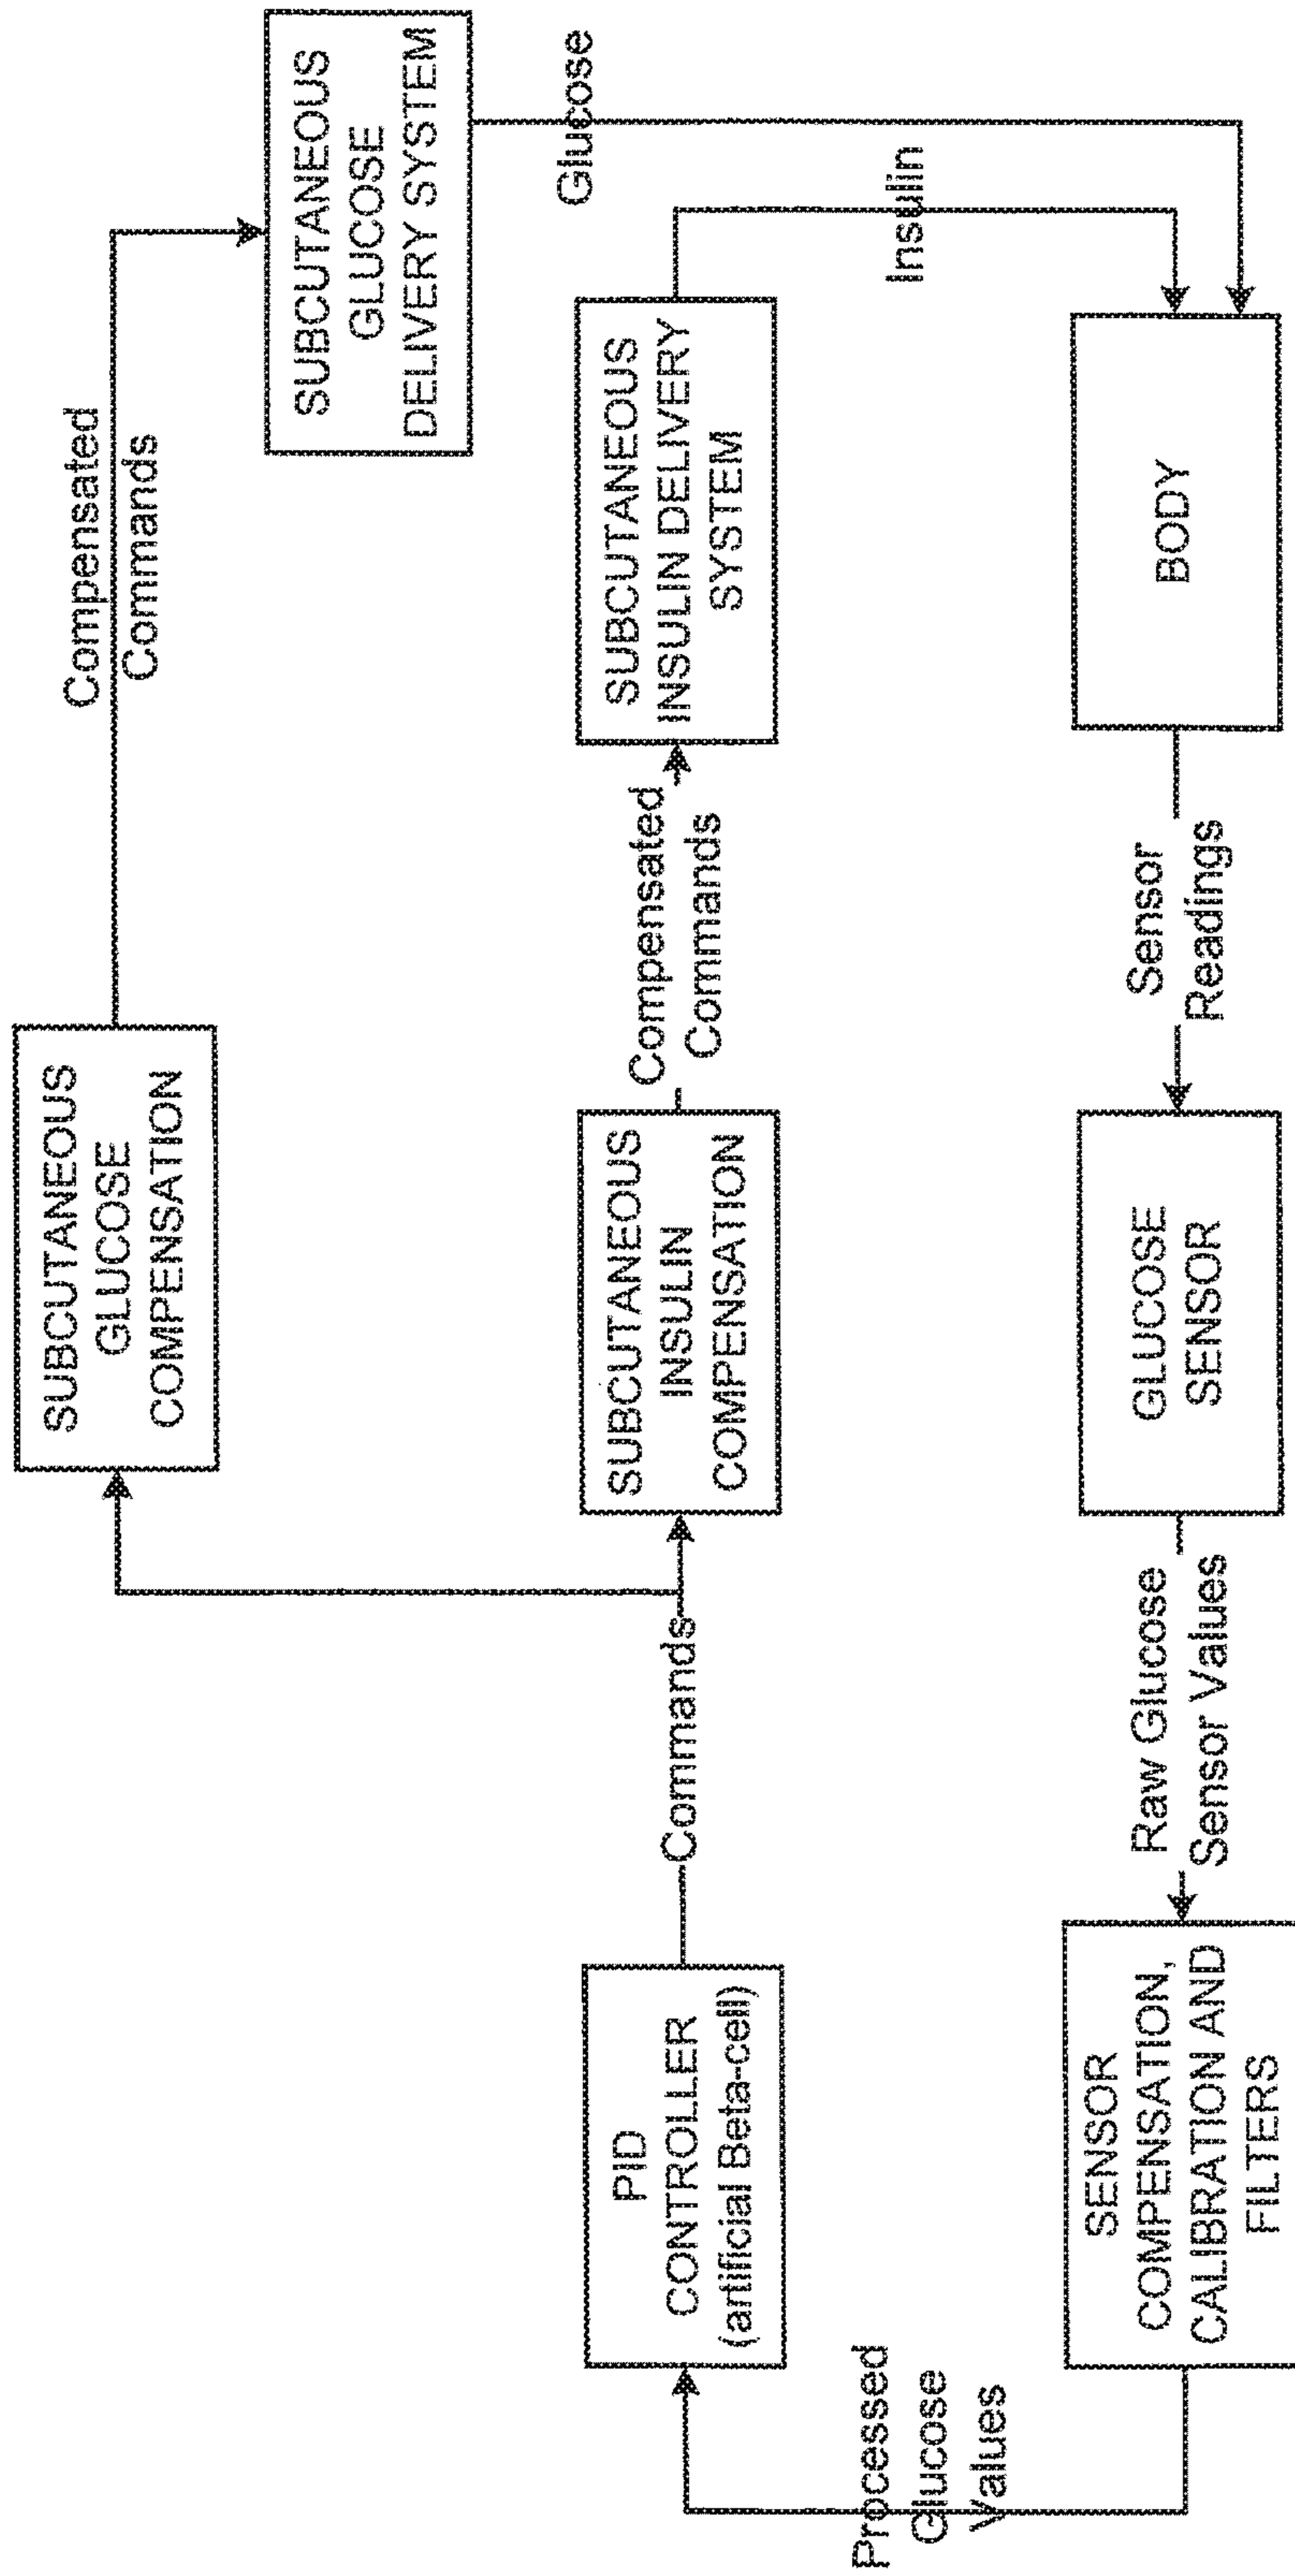 SUBCUTANEOUS
GLUCOSE
COMPENSATION
Compensated
Commands
SUBCUTANEOUS
GLUCOSE
DELIVERY SYSTEM
Glucose
PID
CONTROLLER
(artificial Beta-cell)
Commands
SUBCUTANEOUS
INSULIN
COMPENSATION
Compensated
Commands
SUBCUTANEOUS
INSULIN DELIVERY
SYSTEM
Insulin
Processed
Glucose
Values
SENSOR
COMPENSATION,
CALIBRATION AND
FILTERS
Raw Glucose
Sensor Values
GLUCOSE
SENSOR
Sensor
Readings
BODY